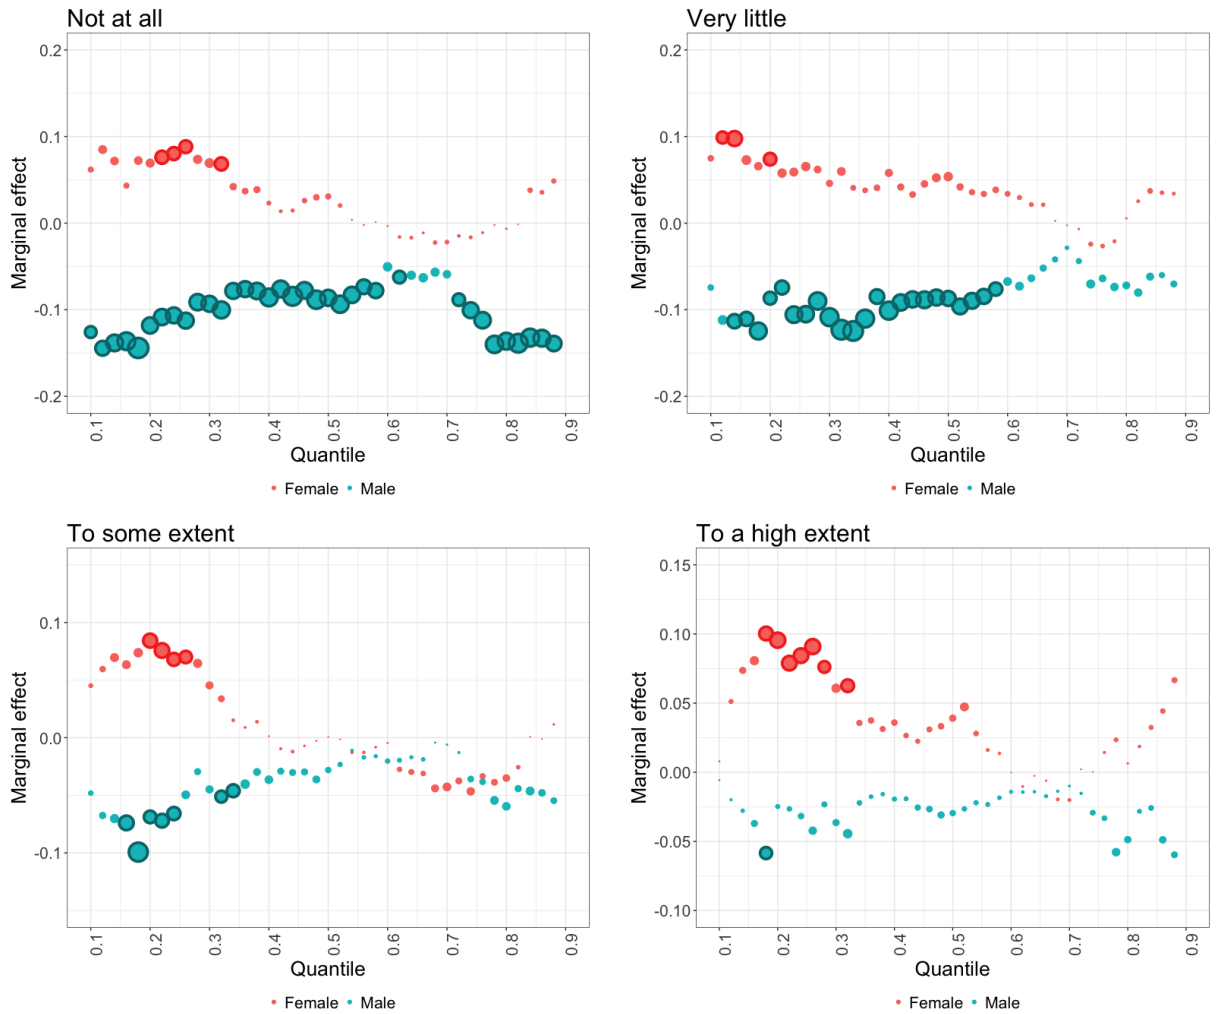 Not at all
0.2
0.1
0.0
-0.1
-0.2
Marginal effect
0.1 0.2 0.3 0.4 0.5 0.6 0.7 0.8 0.9
Quantile
Female Male
Very little
0.2
0.1
0.0
-0.1
-0.2
Marginal effect
0.1 0.2 0.3 0.4 0.5 0.6 0.7 0.8 0.9
Quantile
Female Male
To some extent
0.1
0.0
-0.1
Marginal effect
0.1 0.2 0.3 0.4 0.5 0.6 0.7 0.8 0.9
Quantile
Female Male
To a high extent
0.15
0.10
0.05
0.00
-0.05
-0.10
Marginal effect
0.1 0.2 0.3 0.4 0.5 0.6 0.7 0.8 0.9
Quantile
Female Male